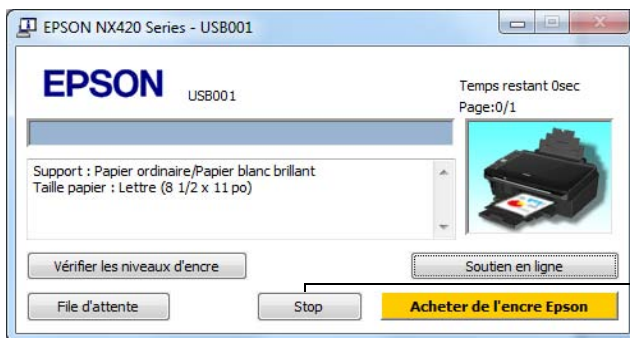 EPSON NX420 Series - USB001
EPSON USB001
Temps restant 0sec
Page:0/1
Support : Papier ordinaire/Papier blanc brillant
Taille papier : Lettre (8 1/2 x 11 po)
Vérifier les niveaux d'encre
Soutien en ligne
File d'attente
Stop
Acheter de l'encre Epson